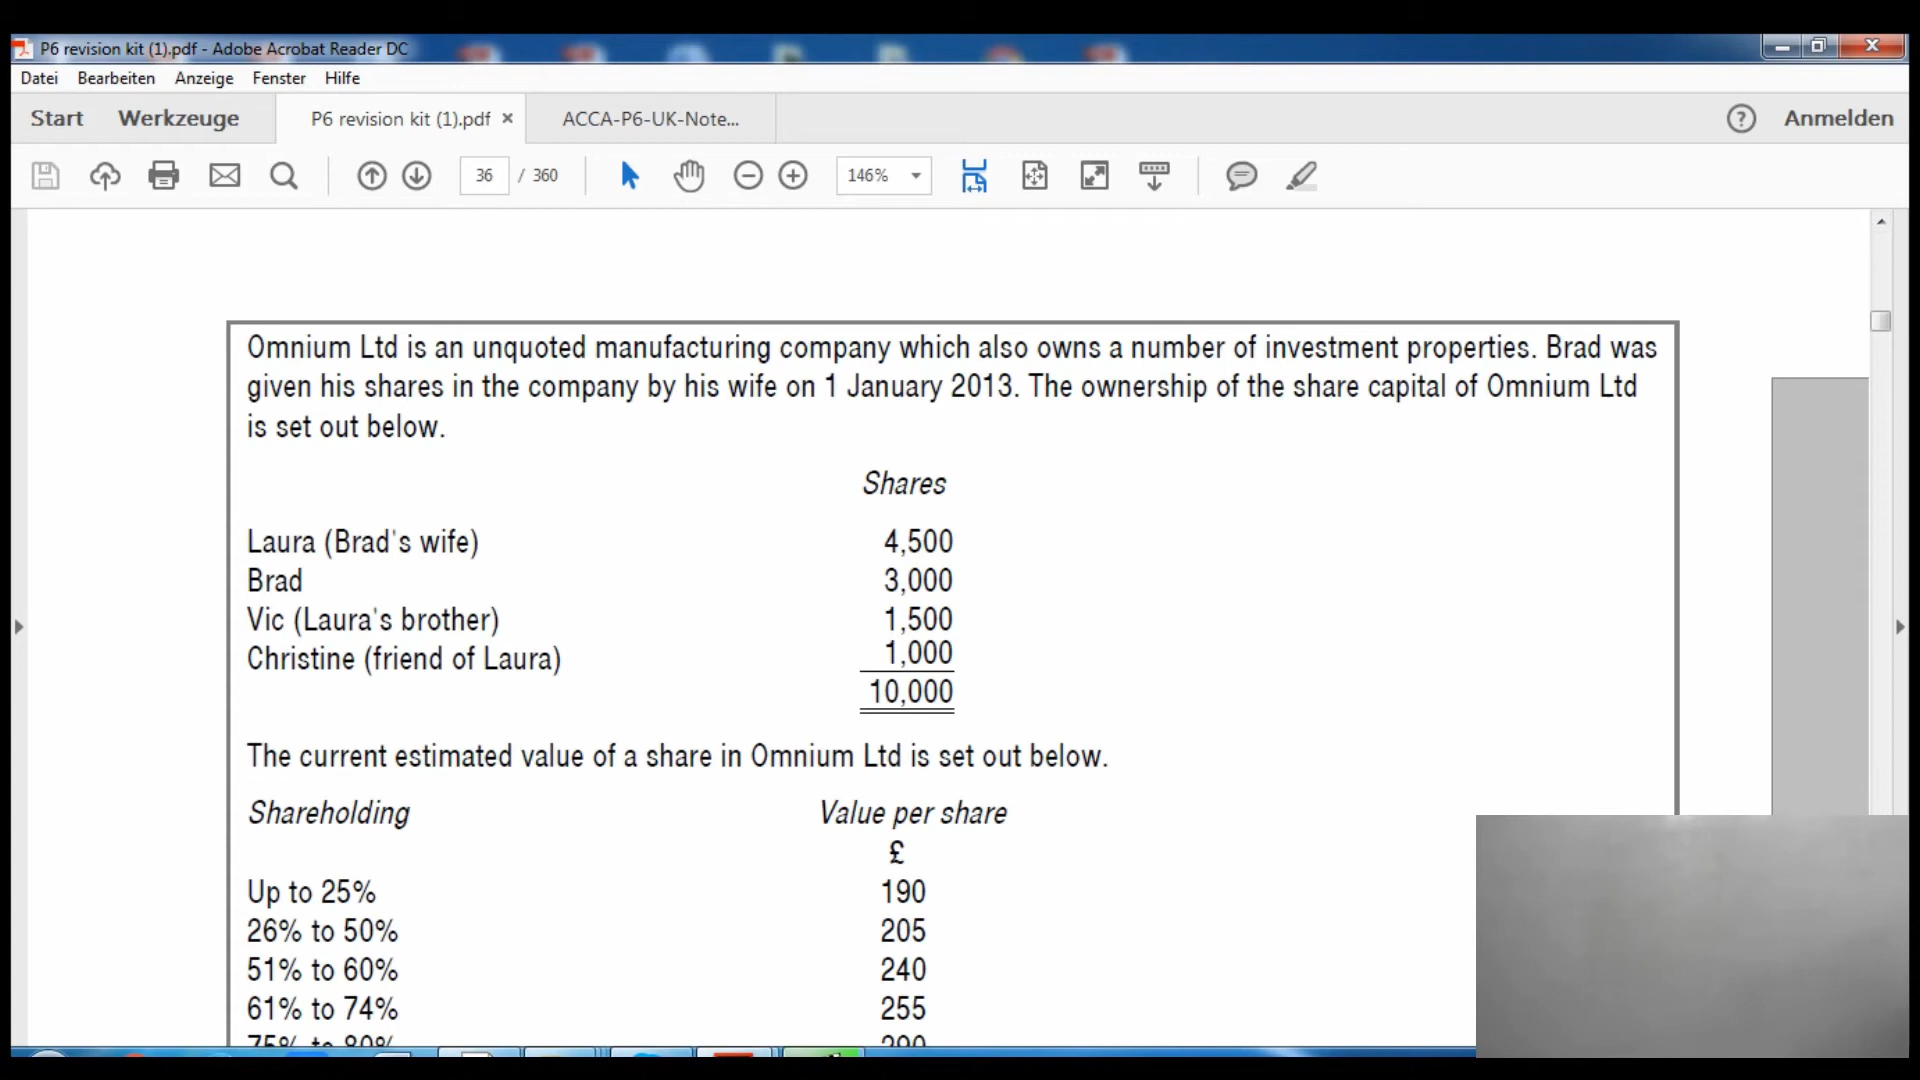 P6 revision kit (1).pdf - Adobe Acrobat Reader DC
Datei Bearbeiten Anzeige Fenster Hilfe
Start Werkzeuge P6 revision kit (1).pdf × ACCA-P6-UK-Note... ? Anmelden
36 / 360 146%
Omnium Ltd is an unquoted manufacturing company which also owns a number of investment properties. Brad was
given his shares in the company by his wife on 1 January 2013. The ownership of the share capital of Omnium Ltd
is set out below.
Shares
Laura (Brad's wife) 4,500
Brad 3,000
Vic (Laura's brother) 1,500
Christine (friend of Laura) 1,000
10,000
The current estimated value of a share in Omnium Ltd is set out below.
Shareholding Value per share
£
Up to 25% 190
26% to 50% 205
51% to 60% 240
61% to 74% 255
75% to 80% 290